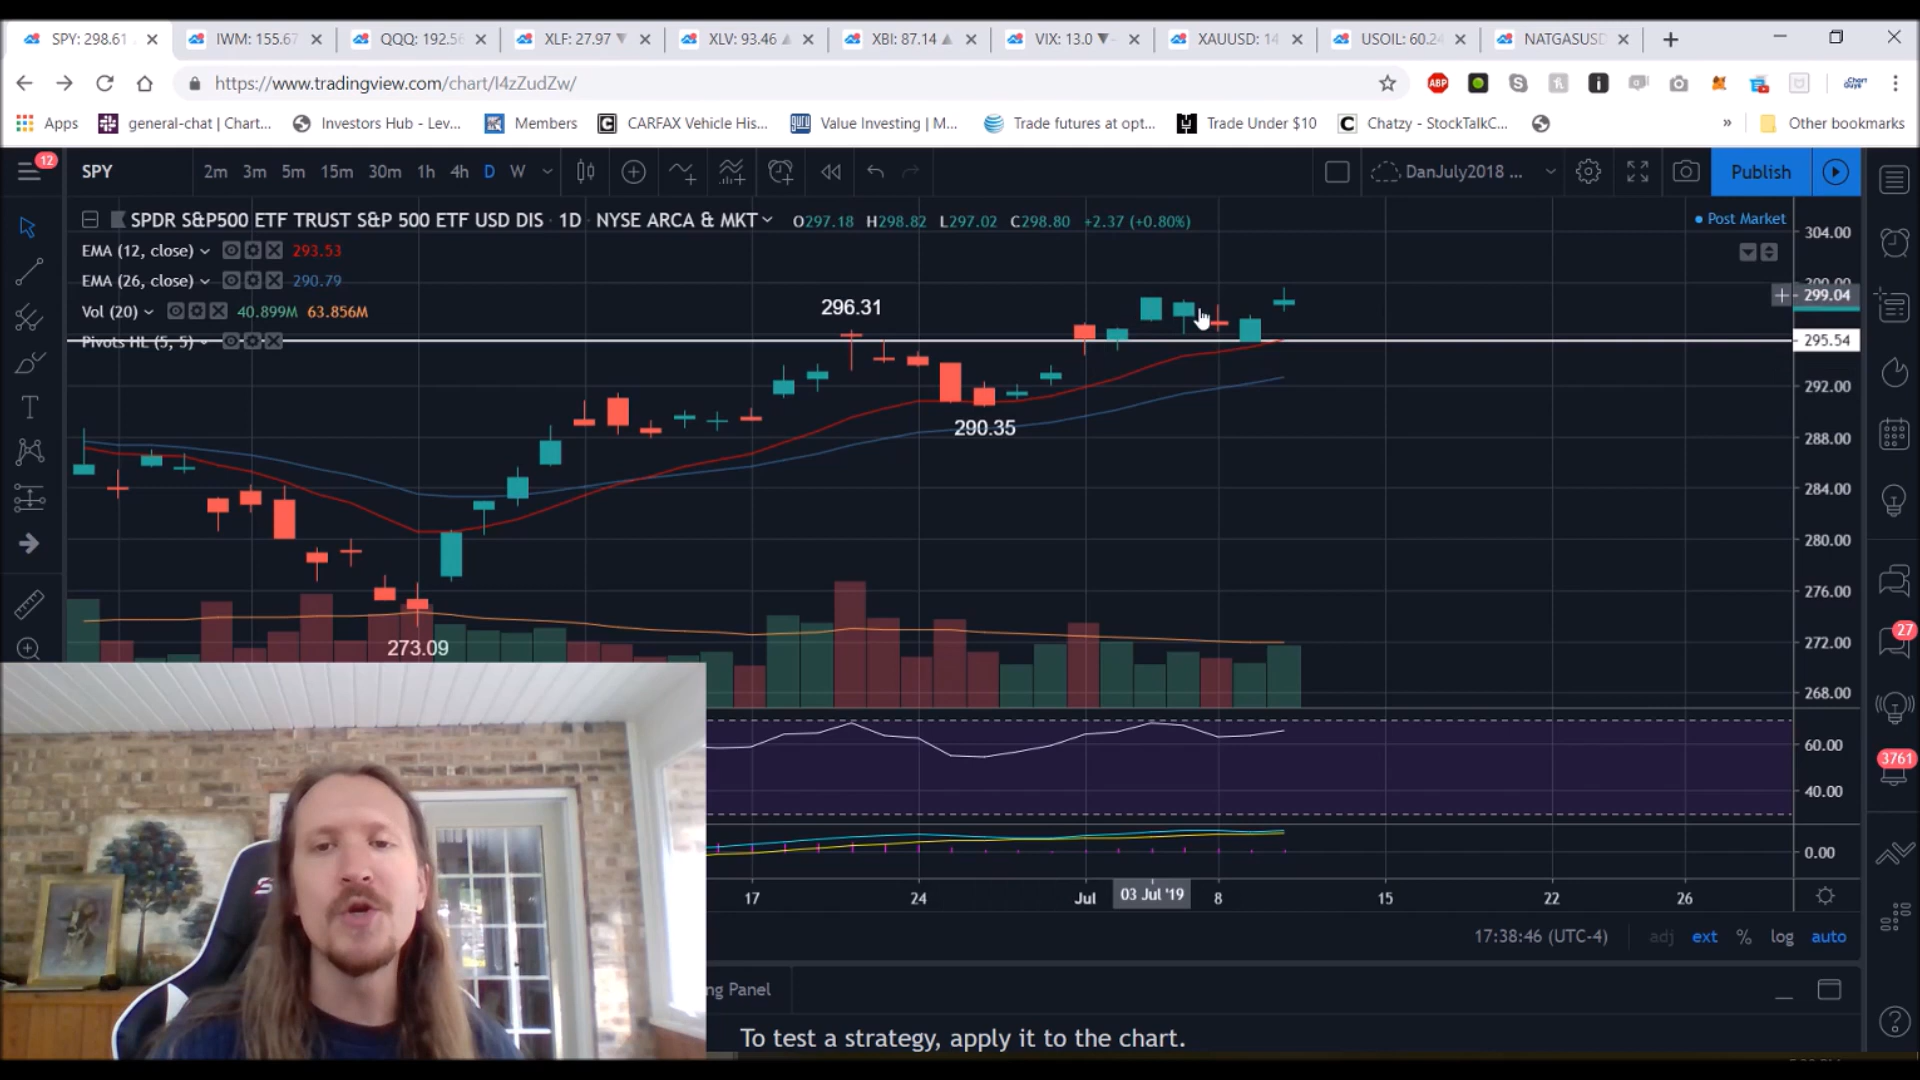 SPY: 298.61
IWM: 155.67
QQQ: 192.56
XLF: 27.97 ▼
XLV: 93.46 ▲
XBI: 87.14 ▲
VIX: 13.0 ▼
XAUUSD: 14
USOIL: 60.24
NATGASUSD
https://www.tradingview.com/chart/I4zZudZw/
ABP
Apps
general-chat | Chart...
Investors Hub - Lev...
Members
CARFAX Vehicle His...
Value Investing | M...
Trade futures at opt...
Trade Under $10
Chatzy - StockTalkC...
»
Other bookmarks
12
SPY
2m 3m 5m 15m 30m 1h 4h D W
DanJuly2018 ...
Publish
SPDR S&P500 ETF TRUST S&P 500 ETF USD DIS · 1D · NYSE ARCA & MKT
O297.18 H298.82 L297.02 C298.80 +2.37 (+0.80%)
Post Market
EMA (12, close) 293.53
EMA (26, close) 290.79
Vol (20) 40.899M 63.856M
Pivots HL (5, 5)
296.31
290.35
273.09
304.00
299.04
295.54
292.00
288.00
284.00
280.00
276.00
272.00
268.00
60.00
40.00
0.00
27
3761
17 24 Jul 03 Jul '19 8 15 22 26
17:38:46 (UTC-4) adj ext % log auto
ng Panel
To test a strategy, apply it to the chart.